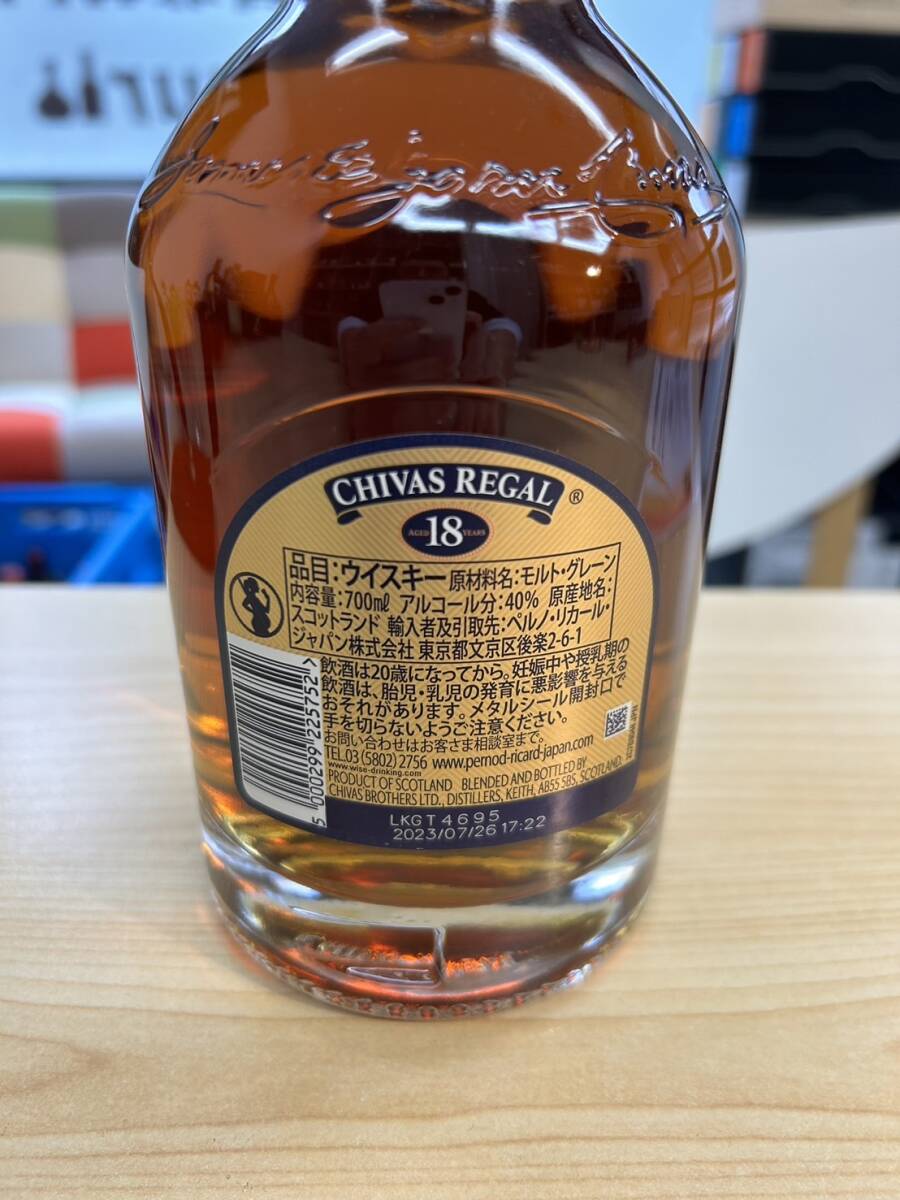 CHIVAS REGAL ®
AGED 18 YEARS
品目:ウイスキー 原材料名:モルト・グレーン
内容量:700㎖ アルコール分:40% 原産地名:
スコットランド 輸入者及引取先:ペルノ・リカール・
ジャパン株式会社 東京都文京区後楽2-6-1
飲酒は20歳になってから。妊娠中や授乳期の
飲酒は、胎児・乳児の発育に悪影響を与える
おそれがあります。メタルシール開封口で
手を切らないようご注意ください。
お問い合わせはお客さま相談室まで。
TEL.03 (5802) 2756 www.pernod-ricard-japan.com
www.wise-drinking.com
PRODUCT OF SCOTLAND BLENDED AND BOTTLED BY
CHIVAS BROTHERS LTD., DISTILLERS, KEITH, AB55 5BS, SCOTLAND.
5 000299 225752 >
LKGT4695
2023/07/26 17:22